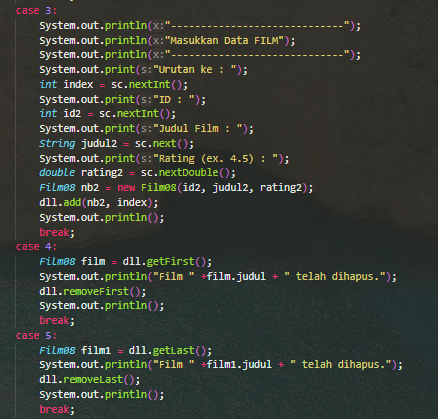 case 3:
System.out.println(x:"-----------------------------");
System.out.println(x:"Masukkan Data FILM");
System.out.println(x:"-----------------------------");
System.out.print(s:"Urutan ke : ");
int index = sc.nextInt();
System.out.print(s:"ID : ");
int id2 = sc.nextInt();
System.out.print(s:"Judul Film : ");
String judul2 = sc.next();
System.out.print(s:"Rating (ex. 4.5) : ");
double rating2 = sc.nextDouble();
Film08 nb2 = new Film08(id2, judul2, rating2);
dll.add(nb2, index);
System.out.println();
break;
case 4:
Film08 film = dll.getFirst();
System.out.println("Film " +film.judul + " telah dihapus.");
dll.removeFirst();
System.out.println();
break;
case 5:
Film08 film1 = dll.getLast();
System.out.println("Film " +film1.judul + " telah dihapus.");
dll.removeLast();
System.out.println();
break;